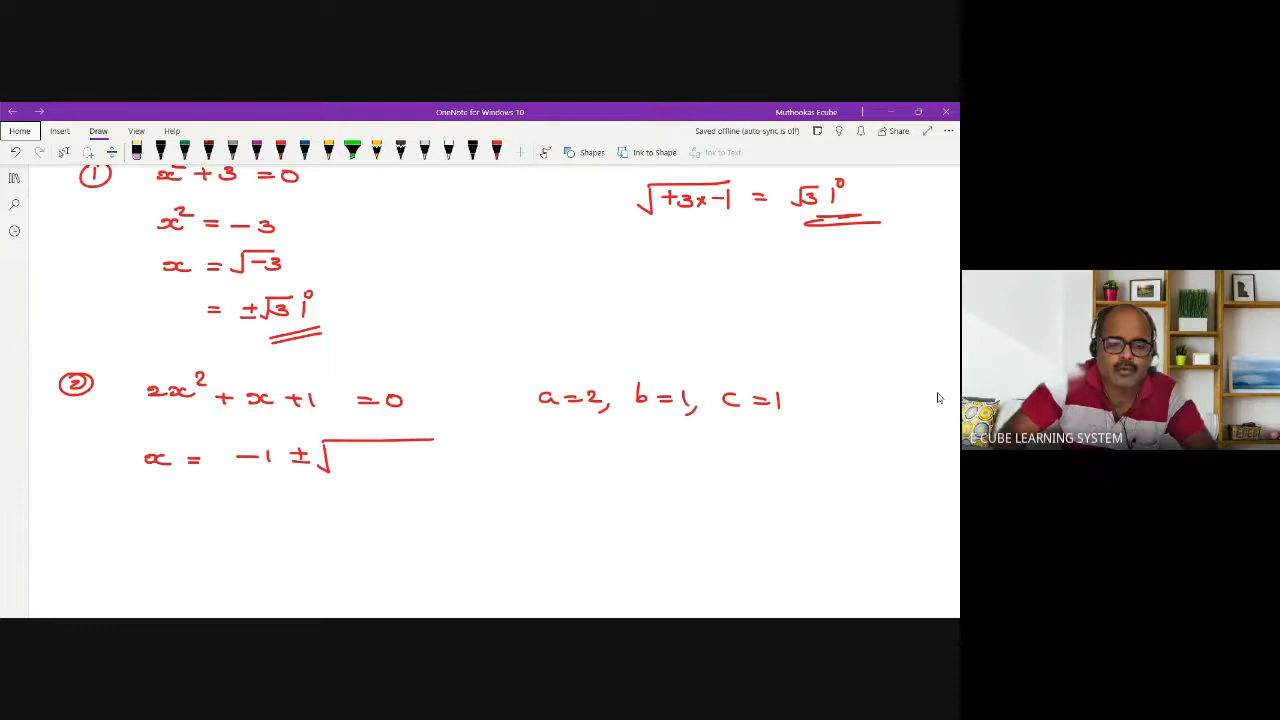 OneNote for Windows 10
Muthookas Ecube
Home Insert Draw View Help
Saved offline (auto-sync is off)
Share
Shapes
Ink to Shape
Ink to Text
① x² + 3 = 0
√+3×-1 = √3 i
x² = -3
x = √-3
= ±√3 i
② 2x² + x + 1 = 0
a=2, b=1, c=1
x = -1 ±√
E CUBE LEARNING SYSTEM